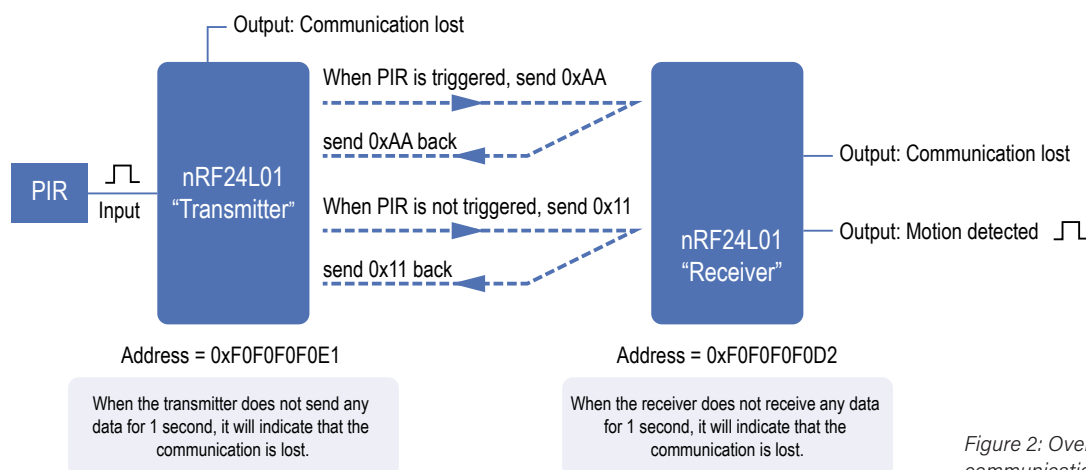 Output: Communication lost
When PIR is triggered, send 0xAA
send 0xAA back
PIR
Input
nRF24L01
“Transmitter”
When PIR is not triggered, send 0x11
send 0x11 back
nRF24L01
“Receiver”
Output: Communication lost
Output: Motion detected
Address = 0xF0F0F0F0E1
Address = 0xF0F0F0F0D2
When the transmitter does not send any
data for 1 second, it will indicate that the
communication is lost.
When the receiver does not receive any data
for 1 second, it will indicate that the
communication is lost.
Figure 2: Ove